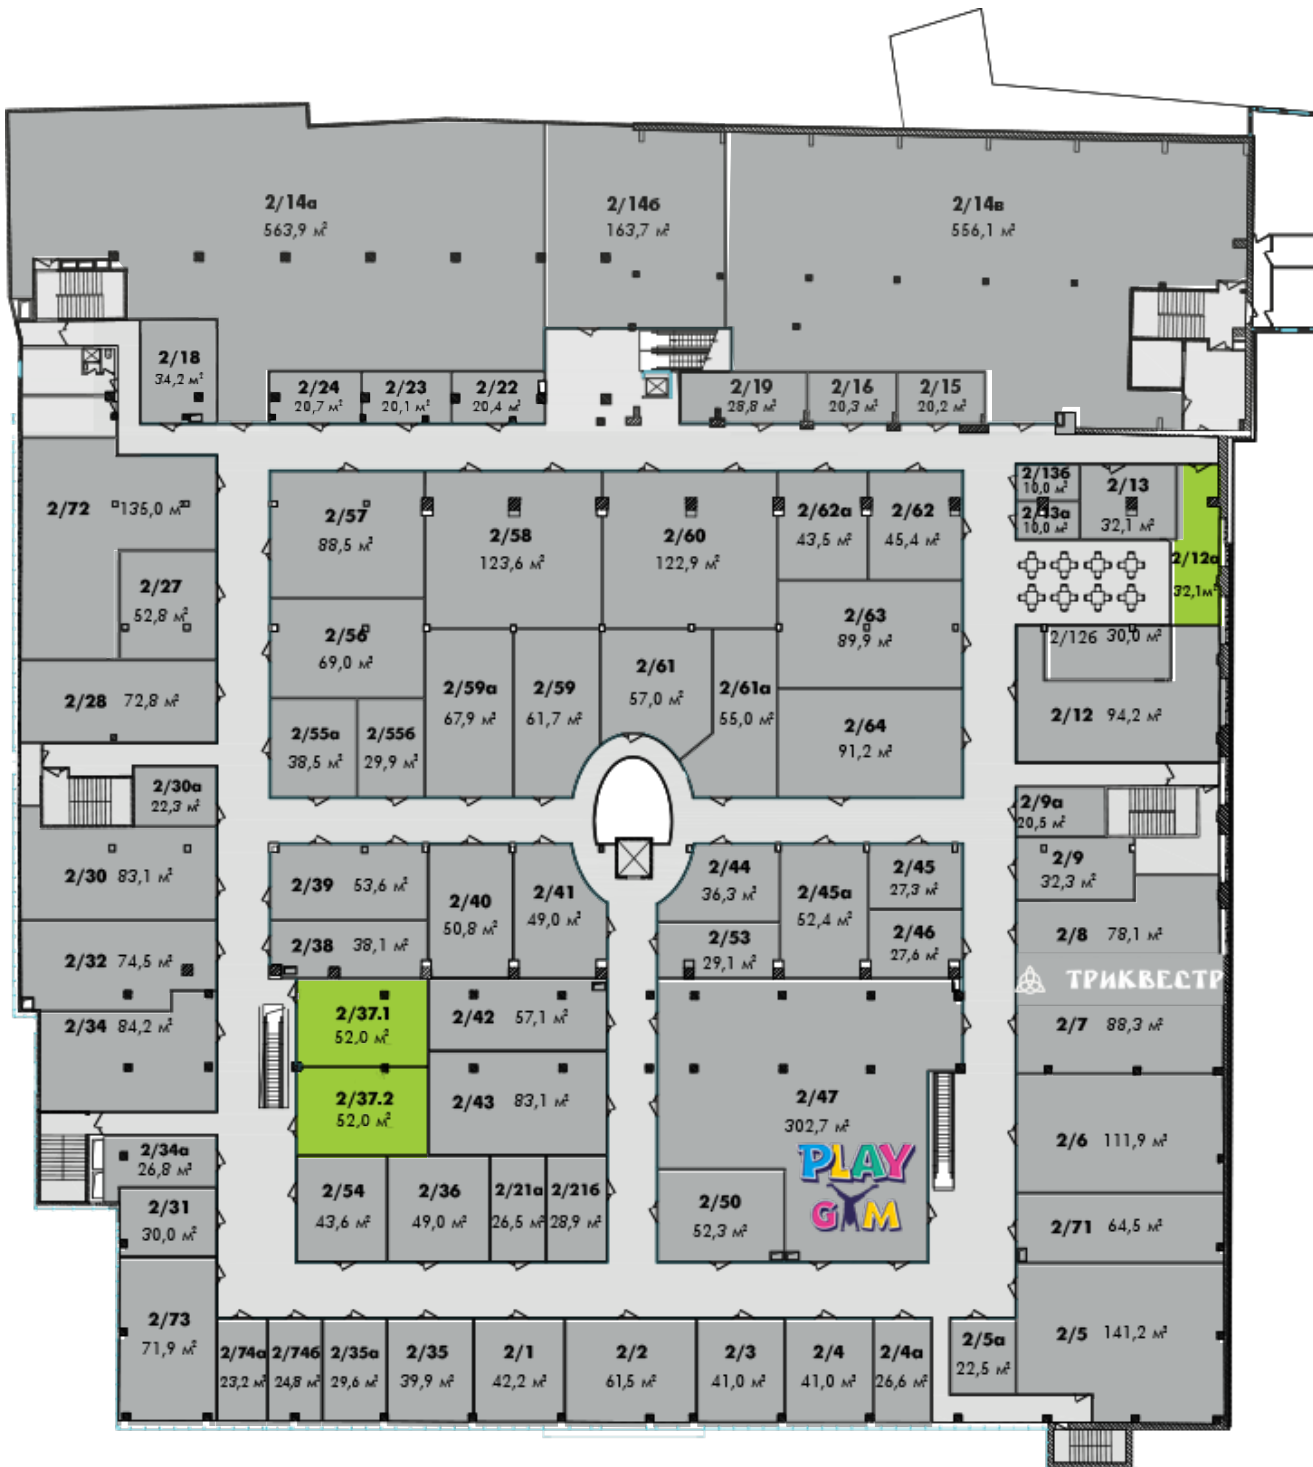 2/14а
563,9 м²
2/14б
163,7 м²
2/14в
556,1 м²
2/18
34,2 м²
2/24
20,7 м²
2/23
20,1 м²
2/22
20,4 м²
2/19
28,8 м²
2/16
20,3 м²
2/15
20,2 м²
2/72 135,0 м²
2/27
52,8 м²
2/28 72,8 м²
2/57
88,5 м²
2/58
123,6 м²
2/60
122,9 м²
2/62а
43,5 м²
2/62
45,4 м²
2/13б
10,0 м²
2/13а
10,0 м²
2/13
32,1 м²
2/12а
32,1м²
2/56
69,0 м²
2/63
89,9 м²
2/12б 30,0 м²
2/12 94,2 м²
2/55а
38,5 м²
2/55б
29,9 м²
2/59а
67,9 м²
2/59
61,7 м²
2/61
57,0 м²
2/61а
55,0 м²
2/64
91,2 м²
2/30а
22,3 м²
2/30 83,1 м²
2/9а
20,5 м²
2/9
32,3 м²
2/39 53,6 м²
2/38 38,1 м²
2/40
50,8 м²
2/41
49,0 м²
2/44
36,3 м²
2/53
29,1 м²
2/45а
52,4 м²
2/45
27,3 м²
2/46
27,6 м²
2/8 78,1 м²
ТРИКВЕСТР
2/7 88,3 м²
2/32 74,5 м²
2/34 84,2 м²
2/37.1
52,0 м²
2/42 57,1 м²
2/37.2
52,0 м²
2/43 83,1 м²
2/47
302,7 м²
PLAY
GYM
2/6 111,9 м²
2/34а
26,8 м²
2/31
30,0 м²
2/54
43,6 м²
2/36
49,0 м²
2/21а
26,5 м²
2/21б
28,9 м²
2/50
52,3 м²
2/71 64,5 м²
2/73
71,9 м²
2/74а
23,2 м²
2/74б
24,8 м²
2/35а
29,6 м²
2/35
39,9 м²
2/1
42,2 м²
2/2
61,5 м²
2/3
41,0 м²
2/4
41,0 м²
2/4а
26,6 м²
2/5а
22,5 м²
2/5 141,2 м²